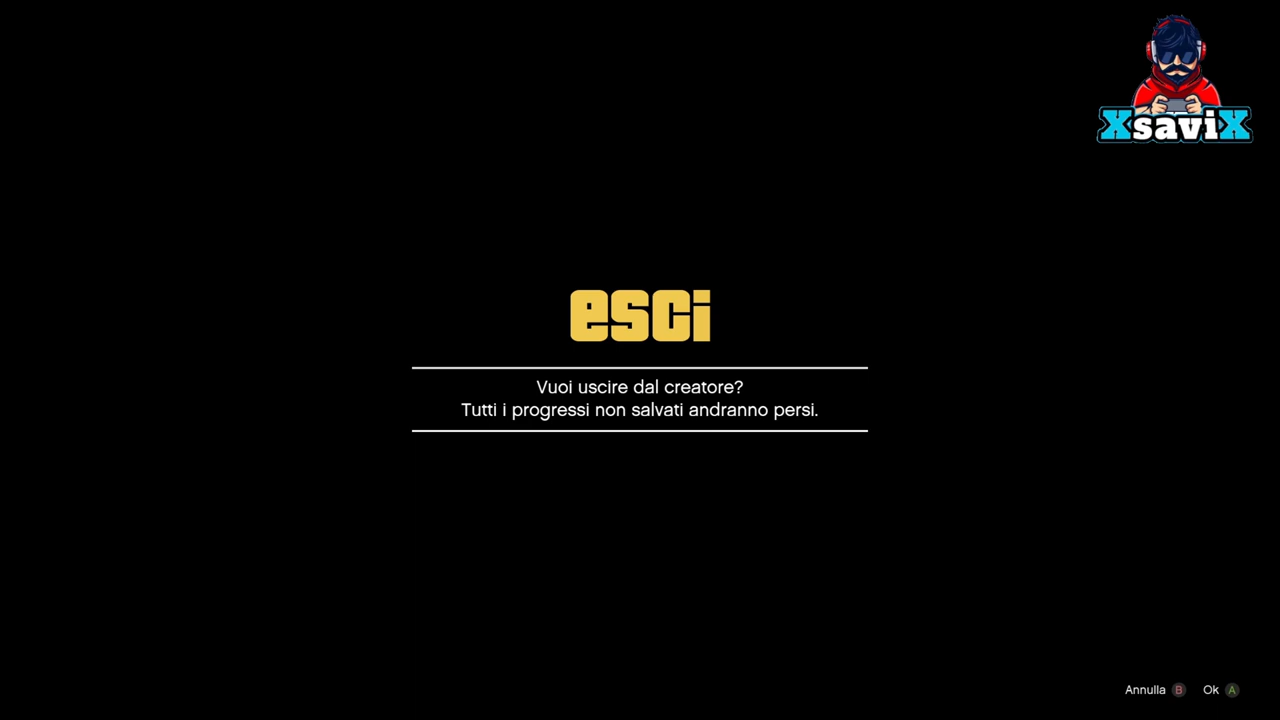 XsaviX
esci
Vuoi uscire dal creatore?
Tutti i progressi non salvati andranno persi.
Annulla B Ok A